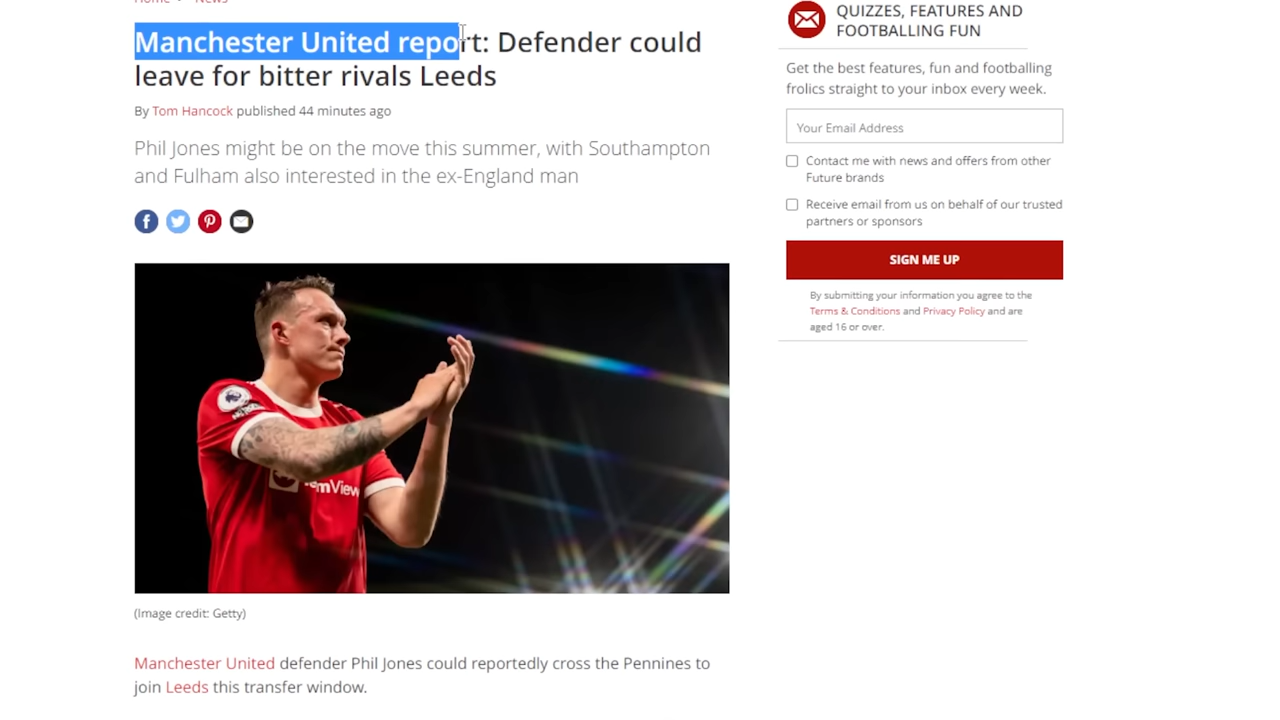 Home
News
Manchester United report: Defender could
leave for bitter rivals Leeds
By Tom Hancock published 44 minutes ago
Phil Jones might be on the move this summer, with Southampton
and Fulham also interested in the ex-England man
(Image credit: Getty)
Manchester United defender Phil Jones could reportedly cross the Pennines to
join Leeds this transfer window.
QUIZZES, FEATURES AND
FOOTBALLING FUN
Get the best features, fun and footballing
frolics straight to your inbox every week.
Your Email Address
Contact me with news and offers from other
Future brands
Receive email from us on behalf of our trusted
partners or sponsors
SIGN ME UP
By submitting your information you agree to the
Terms & Conditions and Privacy Policy and are
aged 16 or over.